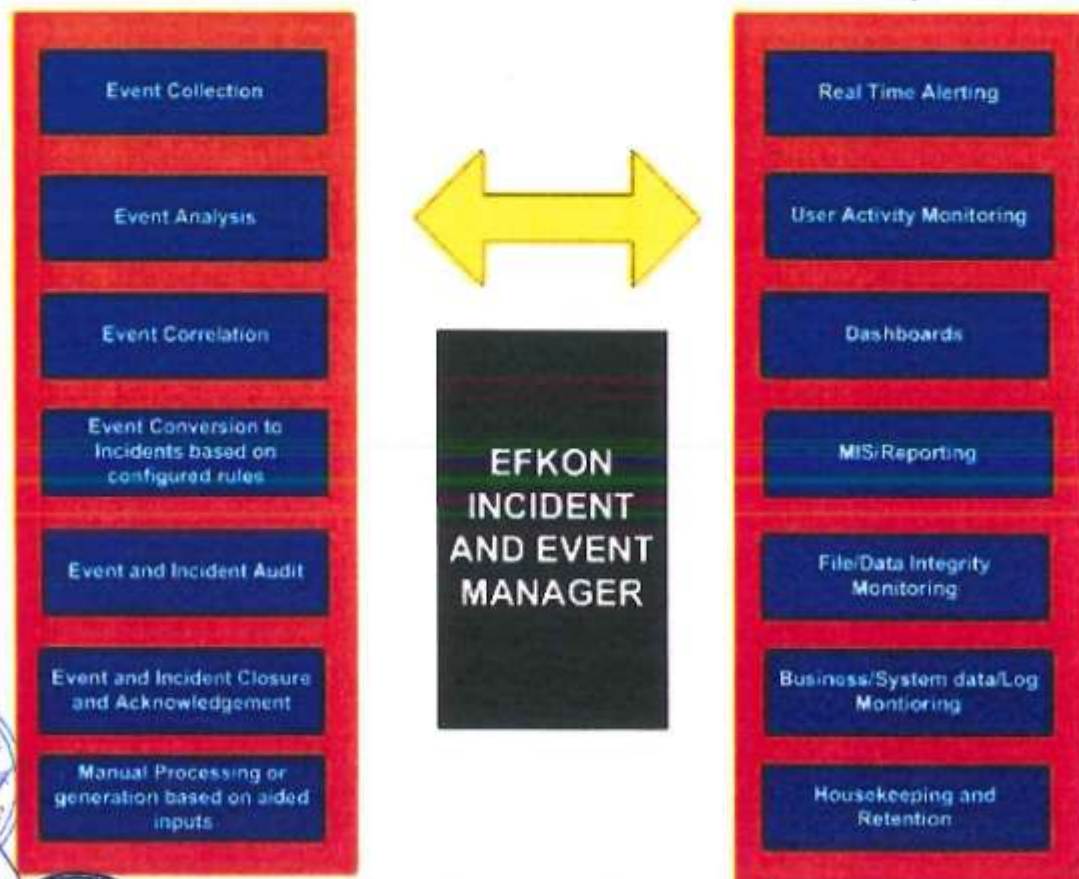 Event Collection
Event Analysis
Event Correlation
Event Conversion to
Incidents based on
configured rules
Event and Incident Audit
Event and Incident Closure
and Acknowledgement
Manual Processing or
generation based on aided
inputs
EFKON
INCIDENT
AND EVENT
MANAGER
Real Time Alerting
User Activity Monitoring
Dashboards
MIS/Reporting
File/Data Integrity
Monitoring
Business/System data/Log
Montioring
Housekeeping and
Retention